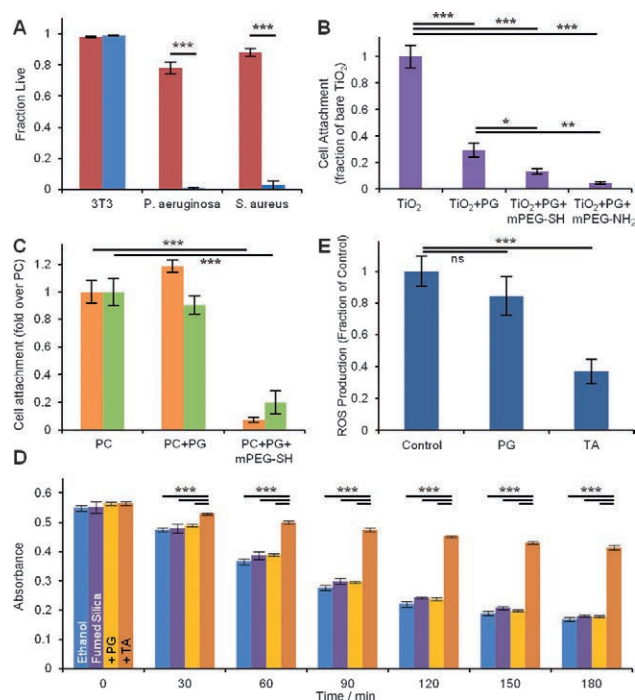 A
***
***
Fraction Live
1
0.8
0.6
0.4
0.2
0
3T3
P. aeruginosa
S. aureus
B
***
***
***
*
**
Cell Attachment
(fraction of bare TiO₂)
1
0.8
0.6
0.4
0.2
0
TiO₂
TiO₂+PG
TiO₂+PG+
mPEG-SH
TiO₂+PG+
mPEG-NH₂
C
***
***
Cell attachment (fold over PC)
1.2
1.0
0.8
0.6
0.4
0.2
0
PC
PC+PG
PC+PG+
mPEG-SH
E
***
ns
ROS Production (Fraction of Control)
1
0.8
0.6
0.4
0.2
0
Control
PG
TA
D
***
***
***
***
***
***
Absorbance
0.6
0.5
0.4
0.3
0.2
0.1
0
Ethanol
Fumed Silica
+ PG
+ TA
0
30
60
90
120
150
180
Time / min